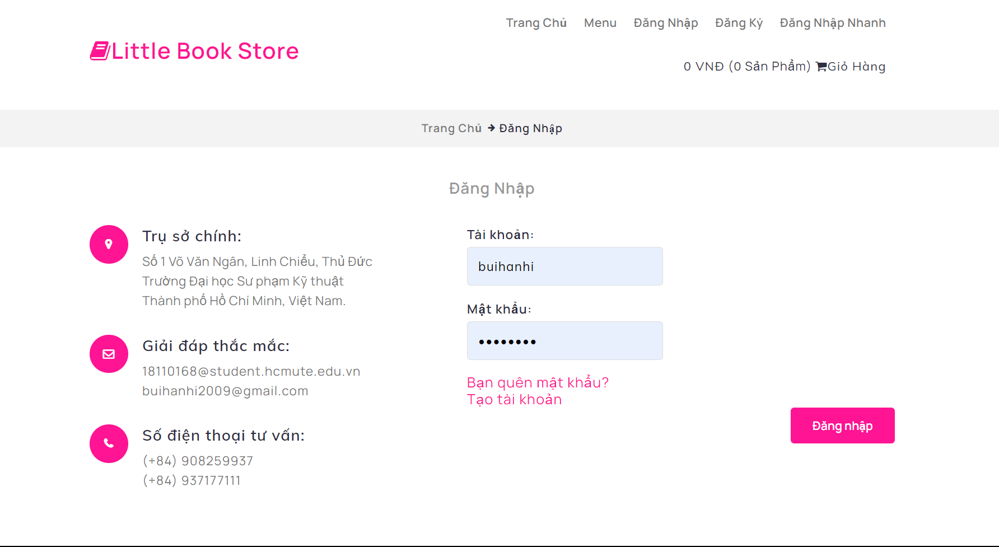 Trang Chủ Menu Đăng Nhập Đăng Ký Đăng Nhập Nhanh
Little Book Store
0 VNĐ (0 Sản Phẩm) Giỏ Hàng
Trang Chủ Đăng Nhập
Đăng Nhập
Trụ sở chính:
Số 1 Võ Văn Ngân, Linh Chiểu, Thủ Đức
Trường Đại học Sư phạm Kỹ thuật
Thành phố Hồ Chí Minh, Việt Nam.
Giải đáp thắc mắc:
18110168@student.hcmute.edu.vn
buihanhi2009@gmail.com
Số điện thoại tư vấn:
(+84) 908259937
(+84) 937177111
Tài khoản:
buihanhi
Mật khẩu:
••••••••
Bạn quên mật khẩu?
Tạo tài khoản
Đăng nhập